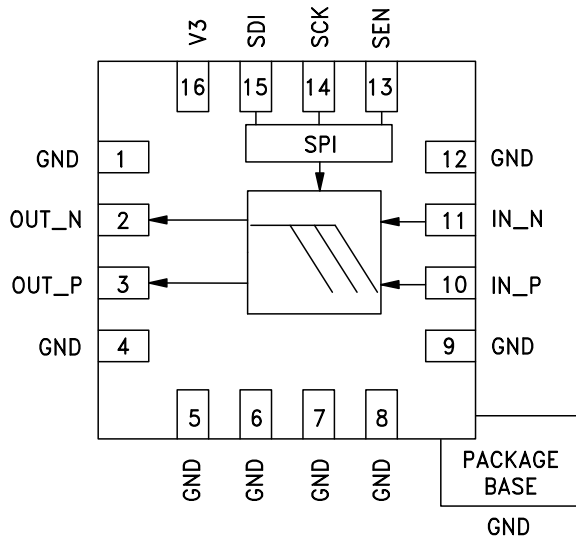 V3 SDI SCK SEN
16 15 14 13
SPI
GND 1 12 GND
OUT_N 2 11 IN_N
OUT_P 3 10 IN_P
GND 4 9 GND
5 6 7 8
GND GND GND GND
PACKAGE
BASE
GND